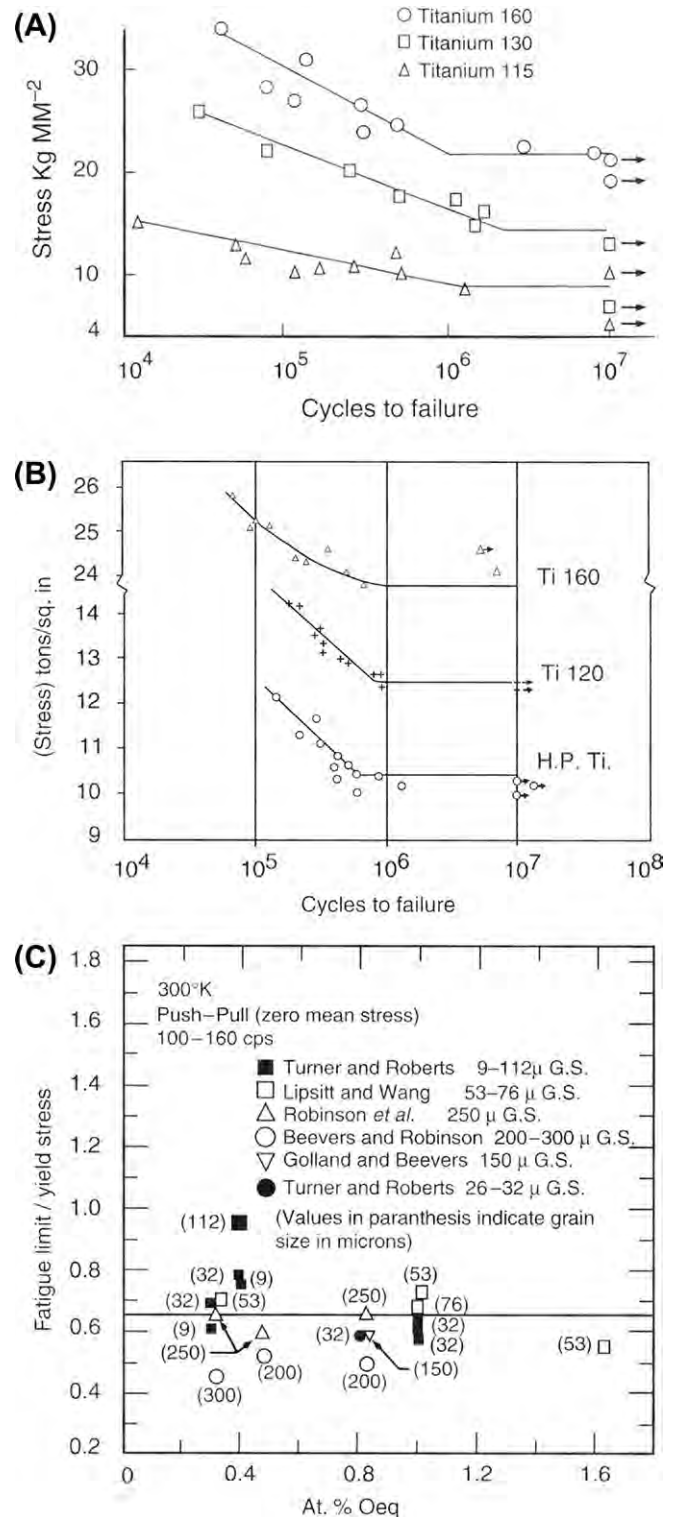 (A)
Titanium 160
Titanium 130
Titanium 115
Stress Kg MM⁻²
30
20
10
4
10⁴ 10⁵ 10⁶ 10⁷
Cycles to failure
(B)
(Stress) tons/sq. in
26
25
24
14
13
12
11
10
9
Ti 160
Ti 120
H.P. Ti.
10⁴ 10⁵ 10⁶ 10⁷ 10⁸
Cycles to failure
(C)
Fatigue limit / yield stress
1.8
1.6
1.4
1.2
1.0
0.8
0.6
0.4
0.2
300°K
Push–Pull (zero mean stress)
100–160 cps
Turner and Roberts 9–112μ G.S.
Lipsitt and Wang 53–76 μ G.S.
Robinson et al. 250 μ G.S.
Beevers and Robinson 200–300 μ G.S.
Golland and Beevers 150 μ G.S.
Turner and Roberts 26–32 μ G.S.
(Values in paranthesis indicate grain
size in microns)
(112)
(32) (9)
(32) (53)
(9)
(250)
(300)
(200)
(250)
(32)
(150)
(200)
(53)
(76)
(32)
(32)
(53)
0 0.4 0.8 1.2 1.6
At. % Oeq